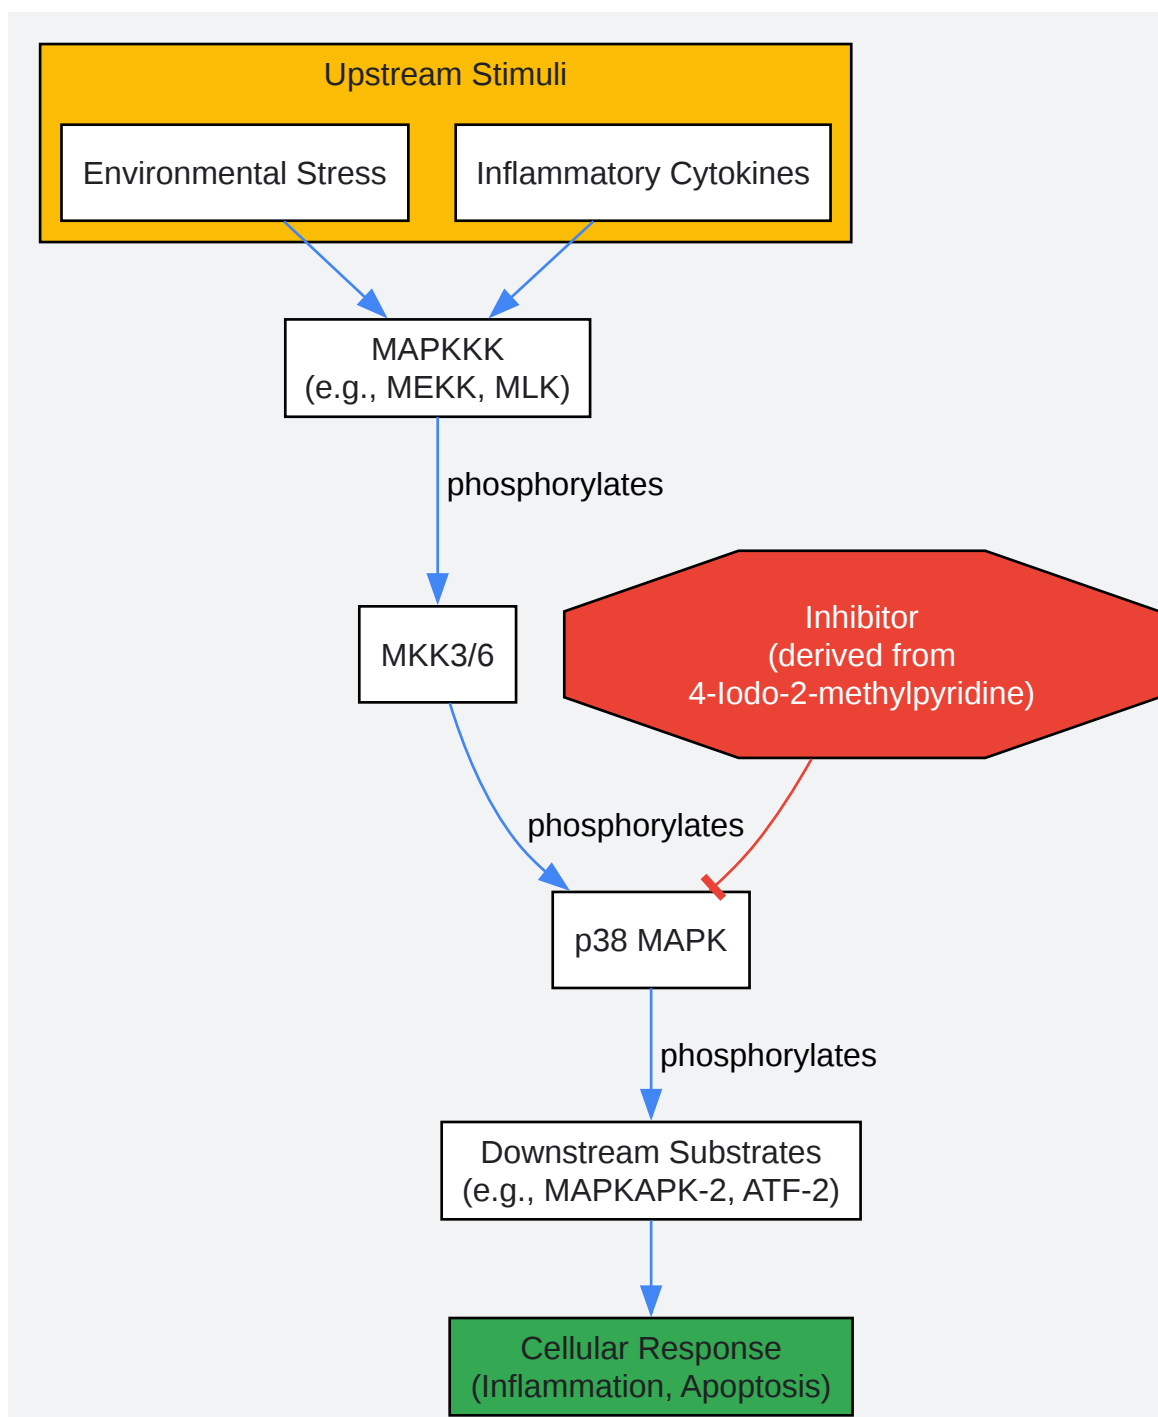 Upstream Stimuli
Environmental Stress
Inflammatory Cytokines
MAPKKK
(e.g., MEKK, MLK)
phosphorylates
MKK3/6
Inhibitor
(derived from
4-Iodo-2-methylpyridine)
phosphorylates
p38 MAPK
phosphorylates
Downstream Substrates
(e.g., MAPKAPK-2, ATF-2)
Cellular Response
(Inflammation, Apoptosis)